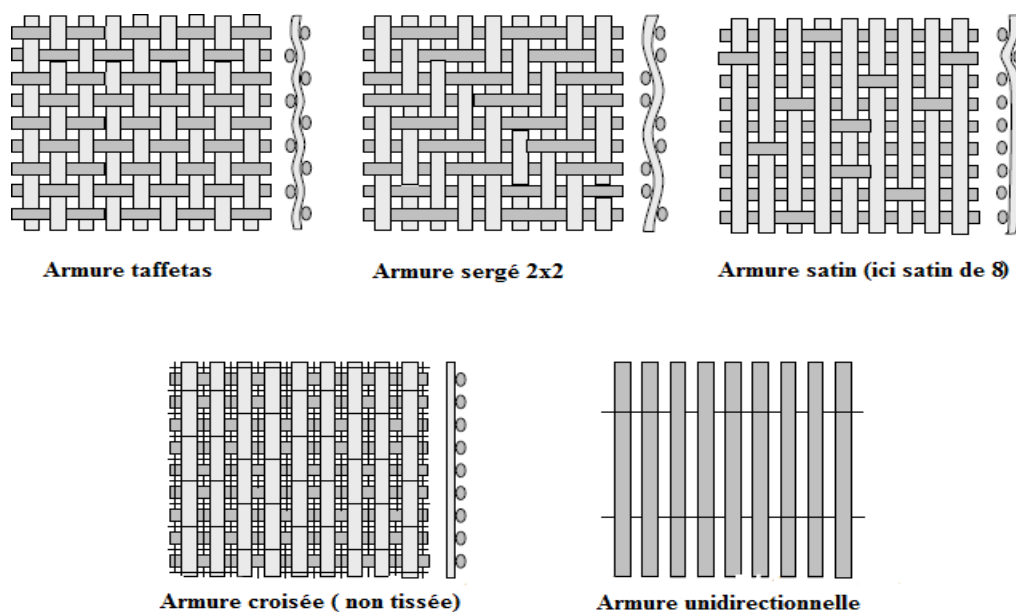 Armure taffetas
Armure sergé 2x2
Armure satin (ici satin de 8)
Armure croisée ( non tissée)
Armure unidirectionnelle